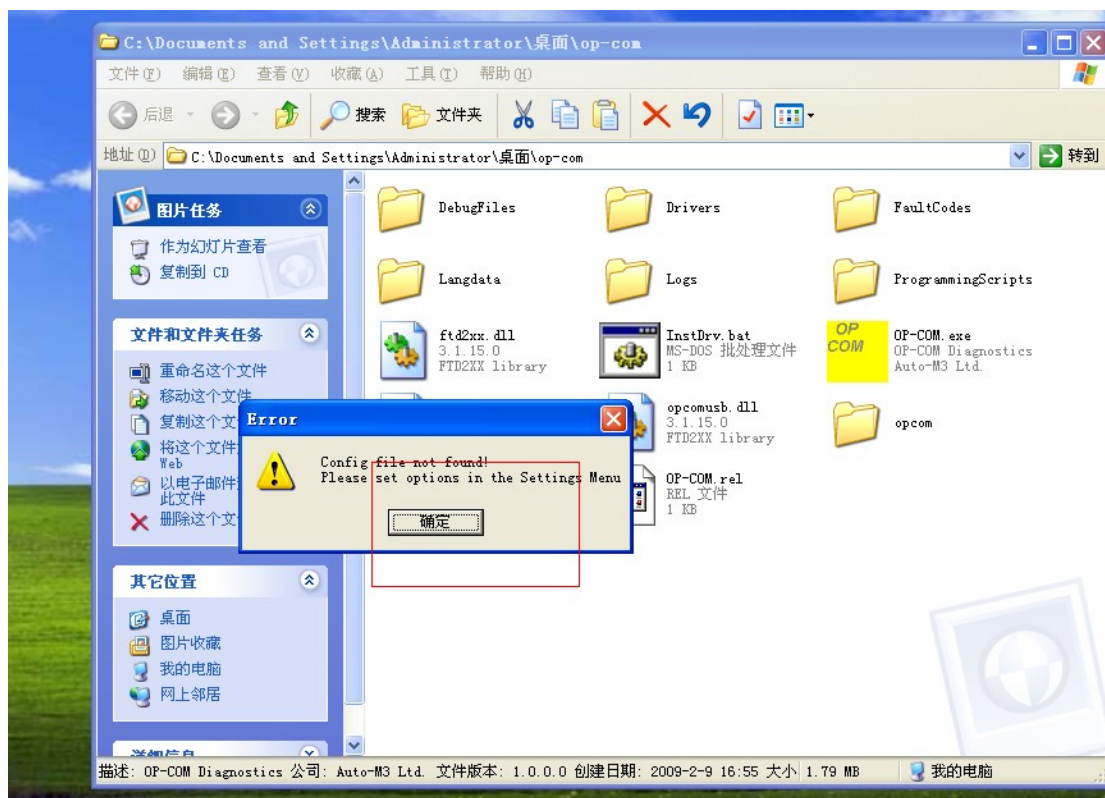 C:\Documents and Settings\Administrator\桌面\op-com
文件(F) 编辑(E) 查看(V) 收藏(A) 工具(T) 帮助(H)
后退 搜索 文件夹
地址(D) C:\Documents and Settings\Administrator\桌面\op-com 转到
图片任务
作为幻灯片查看
复制到 CD
文件和文件夹任务
重命名这个文件
移动这个文件
复制这个文
将这个文件
Web
以电子邮件
此文件
删除这个文
其它位置
桌面
图片收藏
我的电脑
网上邻居
详细信息
DebugFiles
Drivers
FaultCodes
Langdata
Logs
ProgrammingScripts
ftd2xx.dll
3.1.15.0
FTD2XX library
InstDrv.bat
MS-DOS 批处理文件
1 KB
OP
COM
OP-COM.exe
OP-COM Diagnostics
Auto-M3 Ltd.
opcomusb.dll
3.1.15.0
FTD2XX library
opcom
OP-COM.rel
REL 文件
1 KB
Error
Config file not found!
Please set options in the Settings Menu
确定
描述: OP-COM Diagnostics 公司: Auto-M3 Ltd. 文件版本: 1.0.0.0 创建日期: 2009-2-9 16:55 大小 1.79 MB 我的电脑